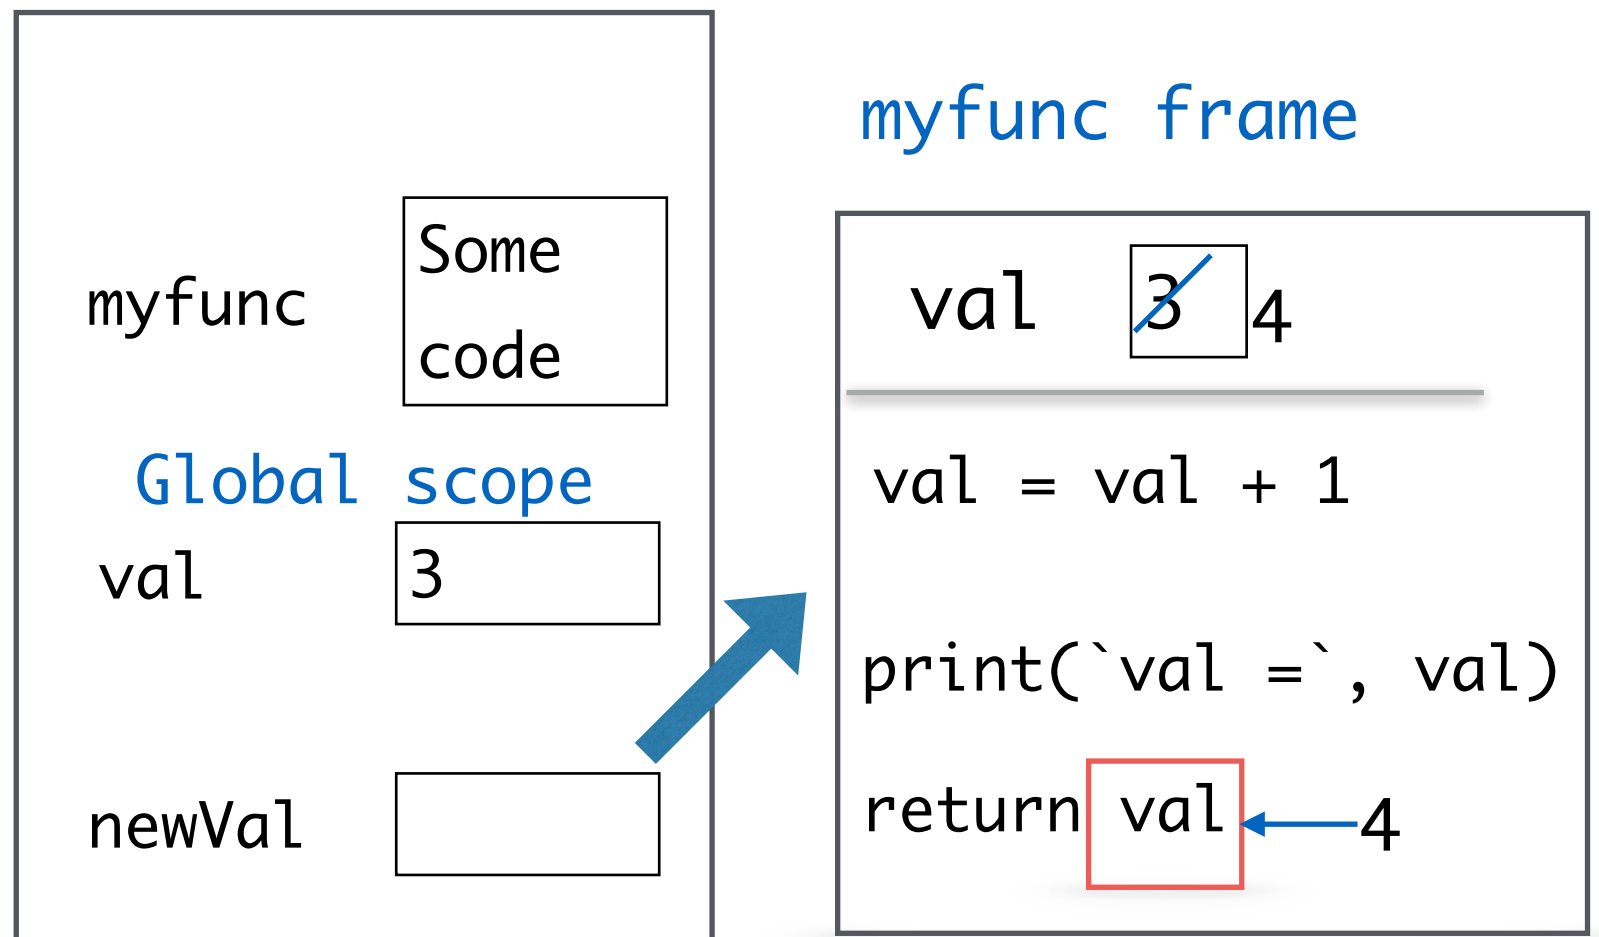 myfunc
Some
code
Global scope
val 3
newVal
myfunc frame
val 3 4
val = val + 1
print(`val =`, val)
return val 4